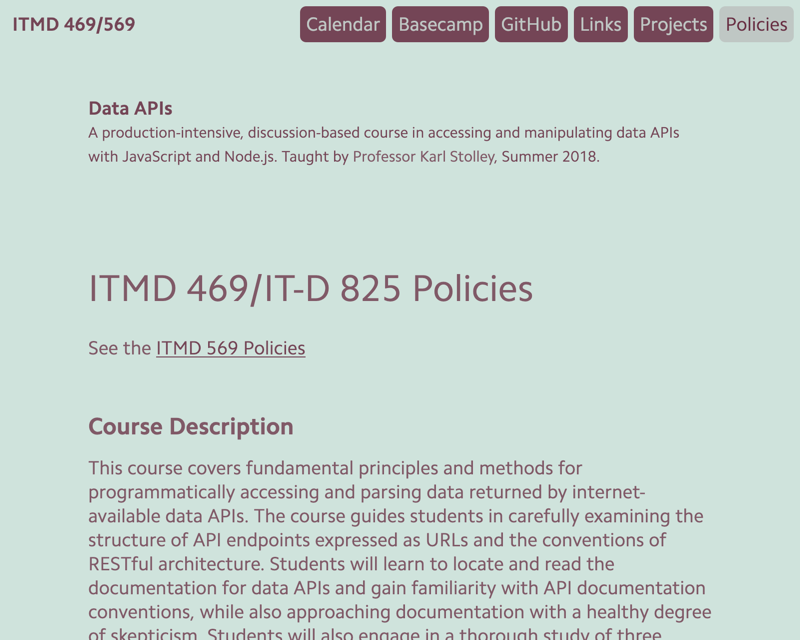 ITMD 469/569
Calendar
Basecamp
GitHub
Links
Projects
Policies
Data APIs
A production-intensive, discussion-based course in accessing and manipulating data APIs
with JavaScript and Node.js. Taught by Professor Karl Stolley, Summer 2018.
ITMD 469/IT-D 825 Policies
See the ITMD 569 Policies
Course Description
This course covers fundamental principles and methods for
programmatically accessing and parsing data returned by internet-
available data APIs. The course guides students in carefully examining the
structure of API endpoints expressed as URLs and the conventions of
RESTful architecture. Students will learn to locate and read the
documentation for data APIs and gain familiarity with API documentation
conventions, while also approaching documentation with a healthy degree
of skepticism. Students will also engage in a thorough study of three